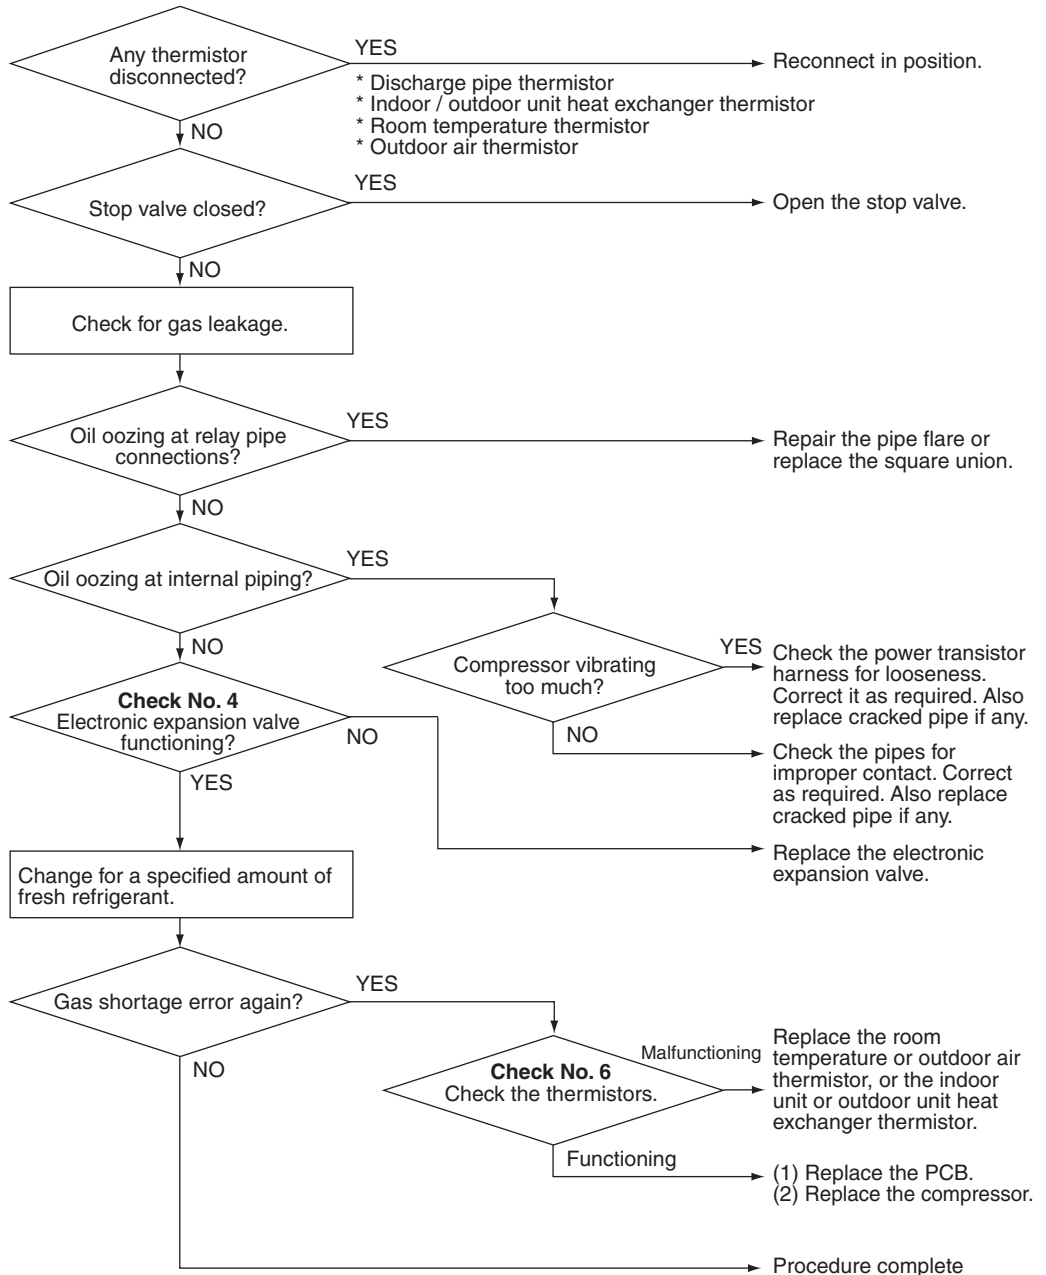 Any thermistor
disconnected?
YES
Reconnect in position.
* Discharge pipe thermistor
* Indoor / outdoor unit heat exchanger thermistor
* Room temperature thermistor
* Outdoor air thermistor
NO
Stop valve closed?
YES
Open the stop valve.
NO
Check for gas leakage.
Oil oozing at relay pipe
connections?
YES
Repair the pipe flare or
replace the square union.
NO
Oil oozing at internal piping?
YES
NO
Compressor vibrating
too much?
YES
Check the power transistor
harness for looseness.
Correct it as required. Also
replace cracked pipe if any.
NO
Check the pipes for
improper contact. Correct
as required. Also replace
cracked pipe if any.
Check No. 4
Electronic expansion valve
functioning?
NO
Replace the electronic
expansion valve.
YES
Change for a specified amount of
fresh refrigerant.
Gas shortage error again?
YES
NO
Check No. 6
Check the thermistors.
Malfunctioning
Replace the room
temperature or outdoor air
thermistor, or the indoor
unit or outdoor unit heat
exchanger thermistor.
Functioning
(1) Replace the PCB.
(2) Replace the compressor.
Procedure complete